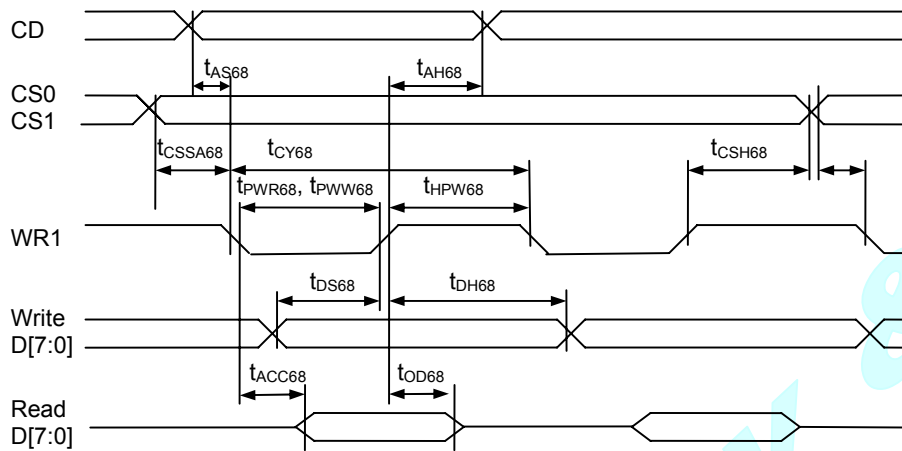 CD
tAS68 tAH68
CS0
CS1
tCSSA68 tCY68 tCSH68
tPWR68, tPWW68 tHPW68
WR1
tDS68 tDH68
Write
D[7:0]
tACC68 tOD68
Read
D[7:0]